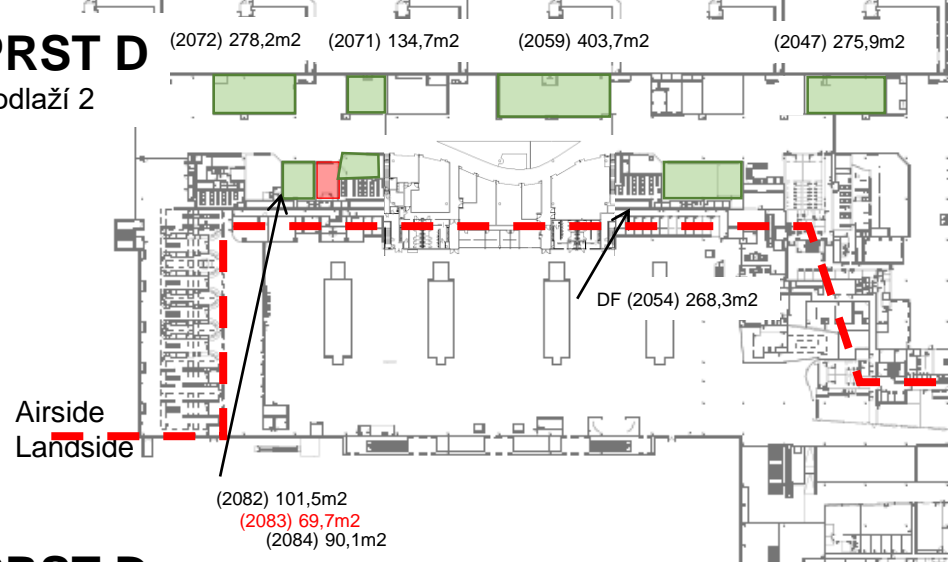 PRST D
odlaží 2
(2072) 278,2m2
(2071) 134,7m2
(2059) 403,7m2
(2047) 275,9m2
DF (2054) 268,3m2
Airside
Landside
(2082) 101,5m2
(2083) 69,7m2
(2084) 90,1m2